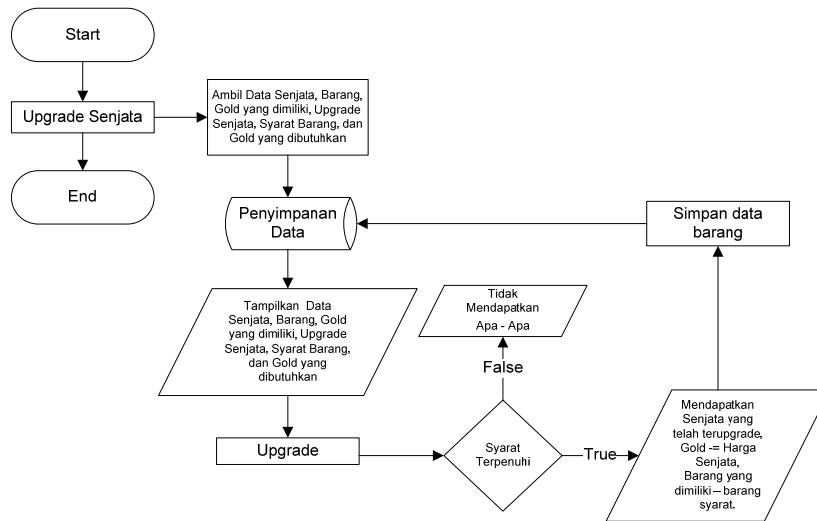 Start
Upgrade Senjata
End
Ambil Data Senjata, Barang,
Gold yang dimiliki, Upgrade
Senjata, Syarat Barang, dan
Gold yang dibutuhkan
Penyimpanan
Data
Simpan data
barang
Tampilkan Data
Senjata, Barang, Gold
yang dimiliki, Upgrade
Senjata, Syarat Barang,
dan Gold yang
dibutuhkan
Tidak
Mendapatkan
Apa - Apa
False
Upgrade
Syarat
Terpenuhi
True
Mendapatkan
Senjata yang
telah terupgrade,
Gold -= Harga
Senjata,
Barang yang
dimiliki – barang
syarat.